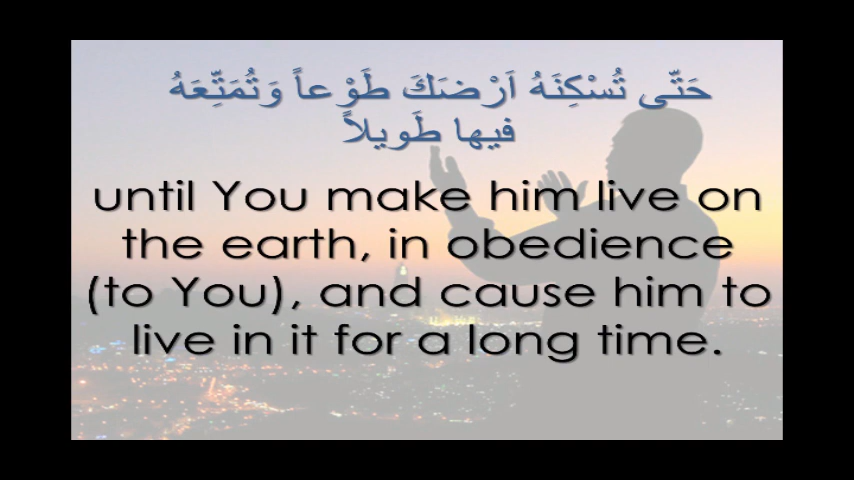 حَتّى تُسْكِنَهُ اَرْضَكَ طَوْعاً وَتُمَتِّعَهُ
فيها طَويلاً
until You make him live on
the earth, in obedience
(to You), and cause him to
live in it for a long time.